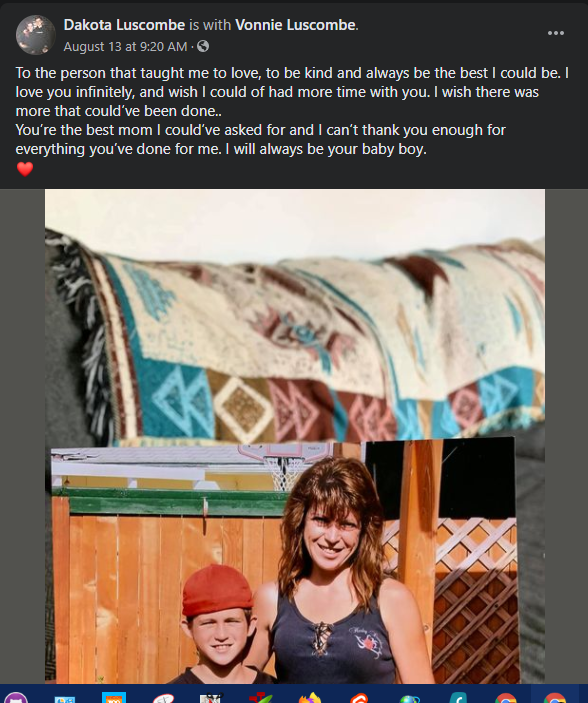 Dakota Luscombe is with Vonnie Luscombe.
August 13 at 9:20 AM ·
To the person that taught me to love, to be kind and always be the best I could be. I
love you infinitely, and wish I could of had more time with you. I wish there was
more that could've been done..
You're the best mom I could've asked for and I can't thank you enough for
everything you've done for me. I will always be your baby boy.
❤️